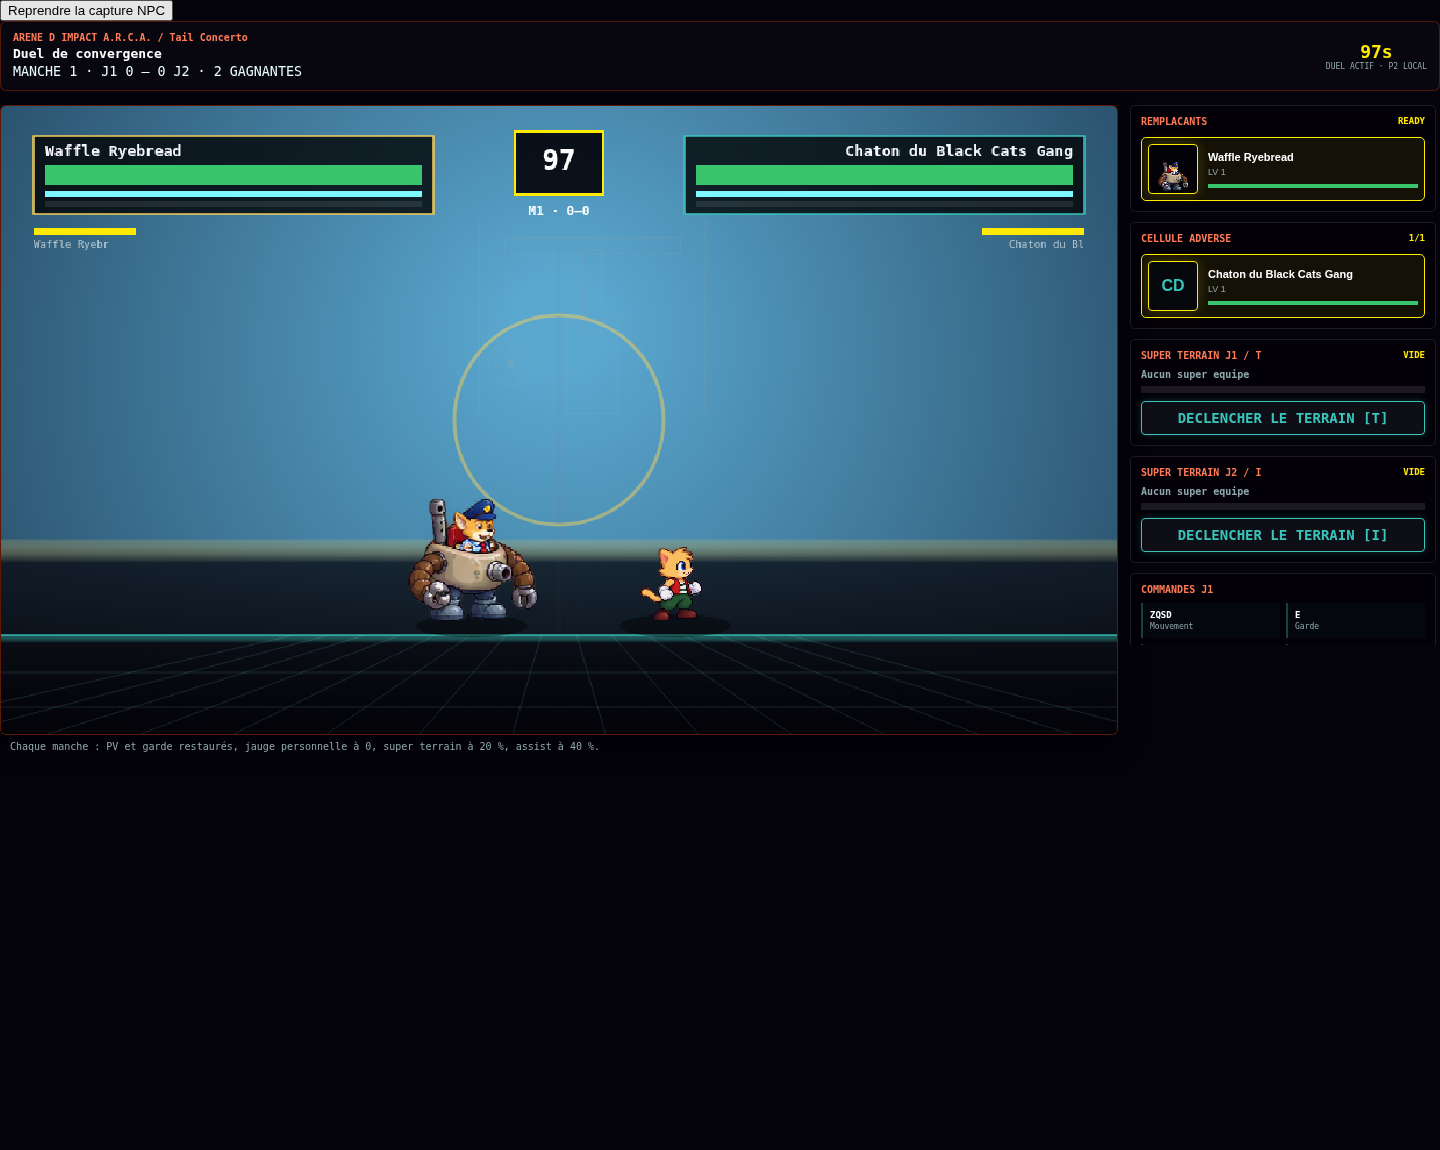 Reprendre la capture NPC
ARENE D IMPACT A.R.C.A. / Tail Concerto
Duel de convergence
MANCHE 1 · J1 0 — 0 J2 · 2 GAGNANTES
97s
DUEL ACTIF · P2 LOCAL
Waffle Ryebread
97
Chaton du Black Cats Gang
M1 · 0—0
Waffle Ryebr
Chaton du Bl
REMPLACANTS
READY
Waffle Ryebread
LV 1
CELLULE ADVERSE
1/1
CD
Chaton du Black Cats Gang
LV 1
SUPER TERRAIN J1 / T
VIDE
Aucun super equipe
DECLENCHER LE TERRAIN [T]
SUPER TERRAIN J2 / I
VIDE
Aucun super equipe
DECLENCHER LE TERRAIN [I]
COMMANDES J1
ZQSD
Mouvement
E
Garde
Chaque manche : PV et garde restaurés, jauge personnelle à 0, super terrain à 20 %, assist à 40 %.